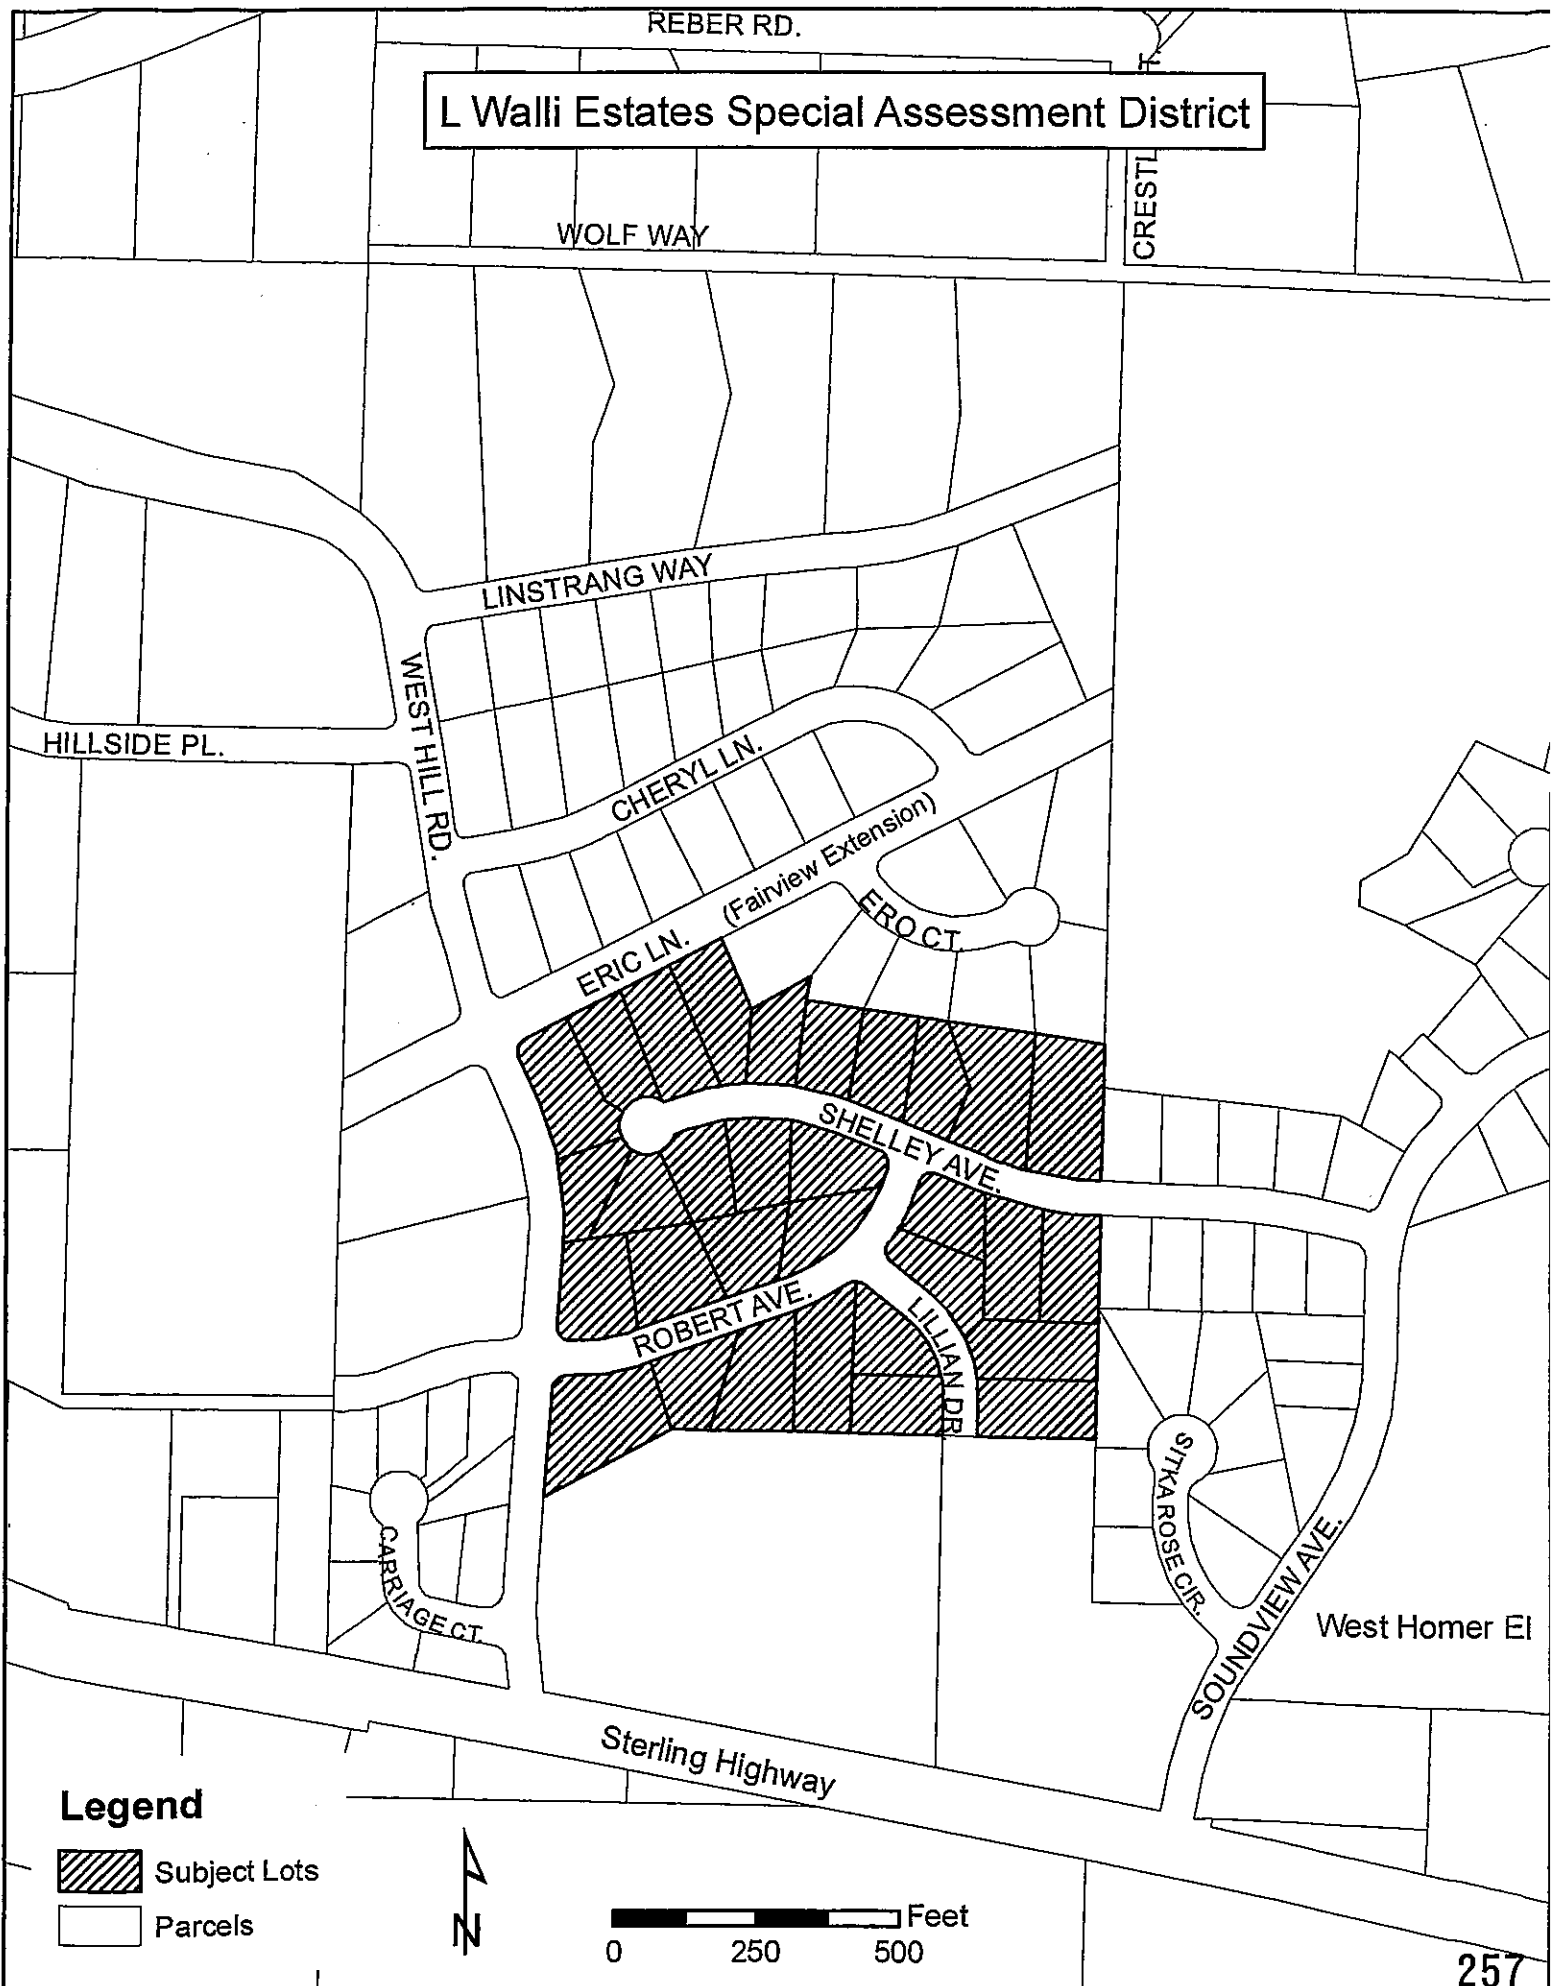 REBER RD.
L Walli Estates Special Assessment District
WOLF WAY
LINSTRANG WAY
WEST HILL RD.
HILLSIDE PL.
CHERYL LN.
(Fairview Extension)
ERO CT.
ERIC LN.
SHELLEY AVE.
ROBERT AVE.
LILLIAN DR
SITKA ROSE CIR.
CARRIAGE CT.
SOUNDVIEW AVE.
West Homer El
Sterling Highway
Legend
Subject Lots
Parcels
N
Feet
0 250 500
257